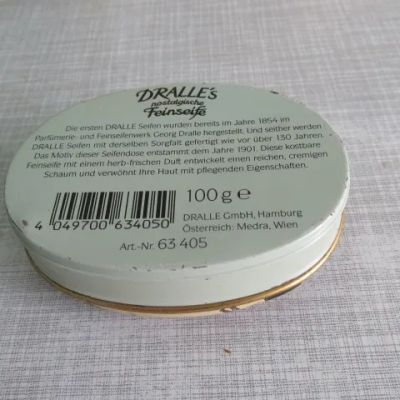 DRALLE's
nostalgische
Feinseife
Die ersten DRALLE Seifen wurden bereits im Jahre 1854 im
Parfümerie- und Feinseifenwerk Georg Dralle hergestellt. Und seither werden
DRALLE Seifen mit derselben Sorgfalt gefertigt wie vor über 130 Jahren.
Das Motiv dieser Seifendose entstammt dem Jahre 1901. Diese kostbare
Feinseife mit einem herb-frischen Duft entwickelt einen reichen, cremigen
Schaum und verwöhnt Ihre Haut mit pflegenden Eigenschaften.
100 g e
DRALLE GmbH, Hamburg
Österreich: Medra, Wien
4 049700 634050
Art.-Nr. 63 405